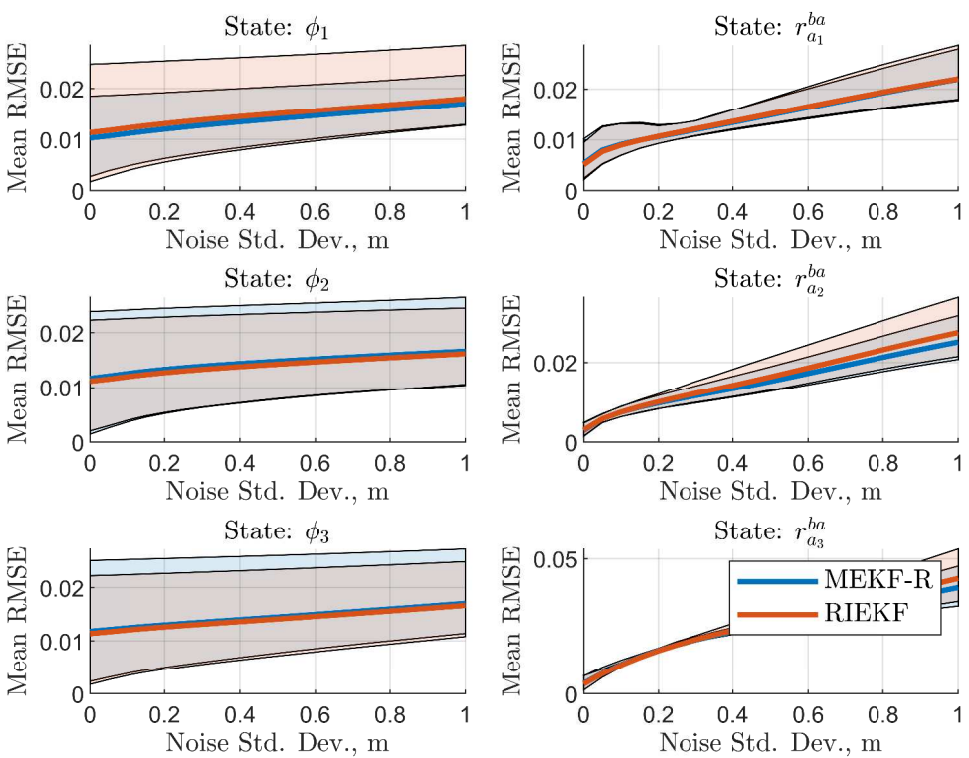 State: ϕ₁
Mean RMSE
0.02
0.01
0
0 0.2 0.4 0.6 0.8 1
Noise Std. Dev., m
State: r^{ba}_{a_1}
Mean RMSE
0.02
0.01
0
0 0.2 0.4 0.6 0.8 1
Noise Std. Dev., m
State: ϕ₂
Mean RMSE
0.02
0.01
0
0 0.2 0.4 0.6 0.8 1
Noise Std. Dev., m
State: r^{ba}_{a_2}
Mean RMSE
0.02
0
0 0.2 0.4 0.6 0.8 1
Noise Std. Dev., m
State: ϕ₃
Mean RMSE
0.02
0.01
0
0 0.2 0.4 0.6 0.8 1
Noise Std. Dev., m
State: r^{ba}_{a_3}
Mean RMSE
0.05
0
MEKF-R
RIEKF
0 0.2 0.4 0.6 0.8 1
Noise Std. Dev., m